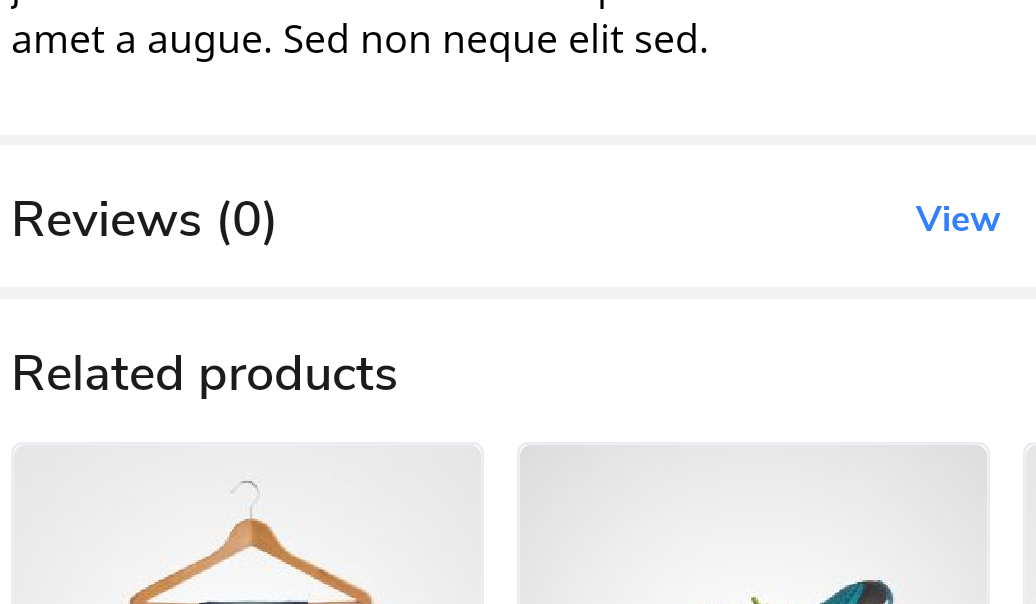 amet a augue. Sed non neque elit sed.
Reviews (0)
View
Related products